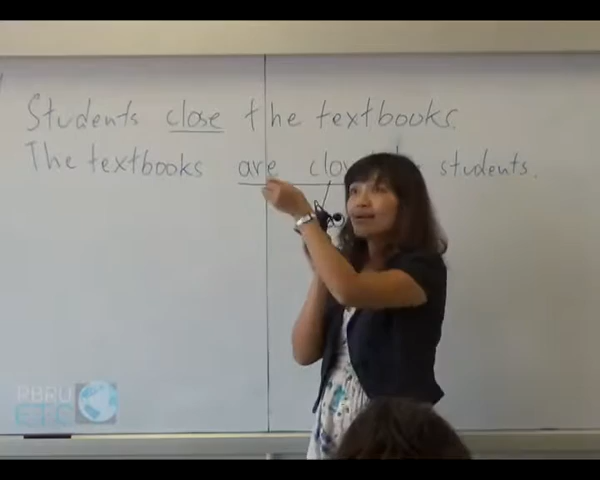 Students close the textbooks.
The textbooks are students.
PBRU
ETC